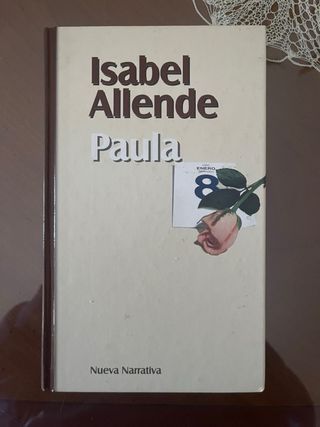 Isabel
Allende
Paula
ENERO
8
Nueva Narrativa